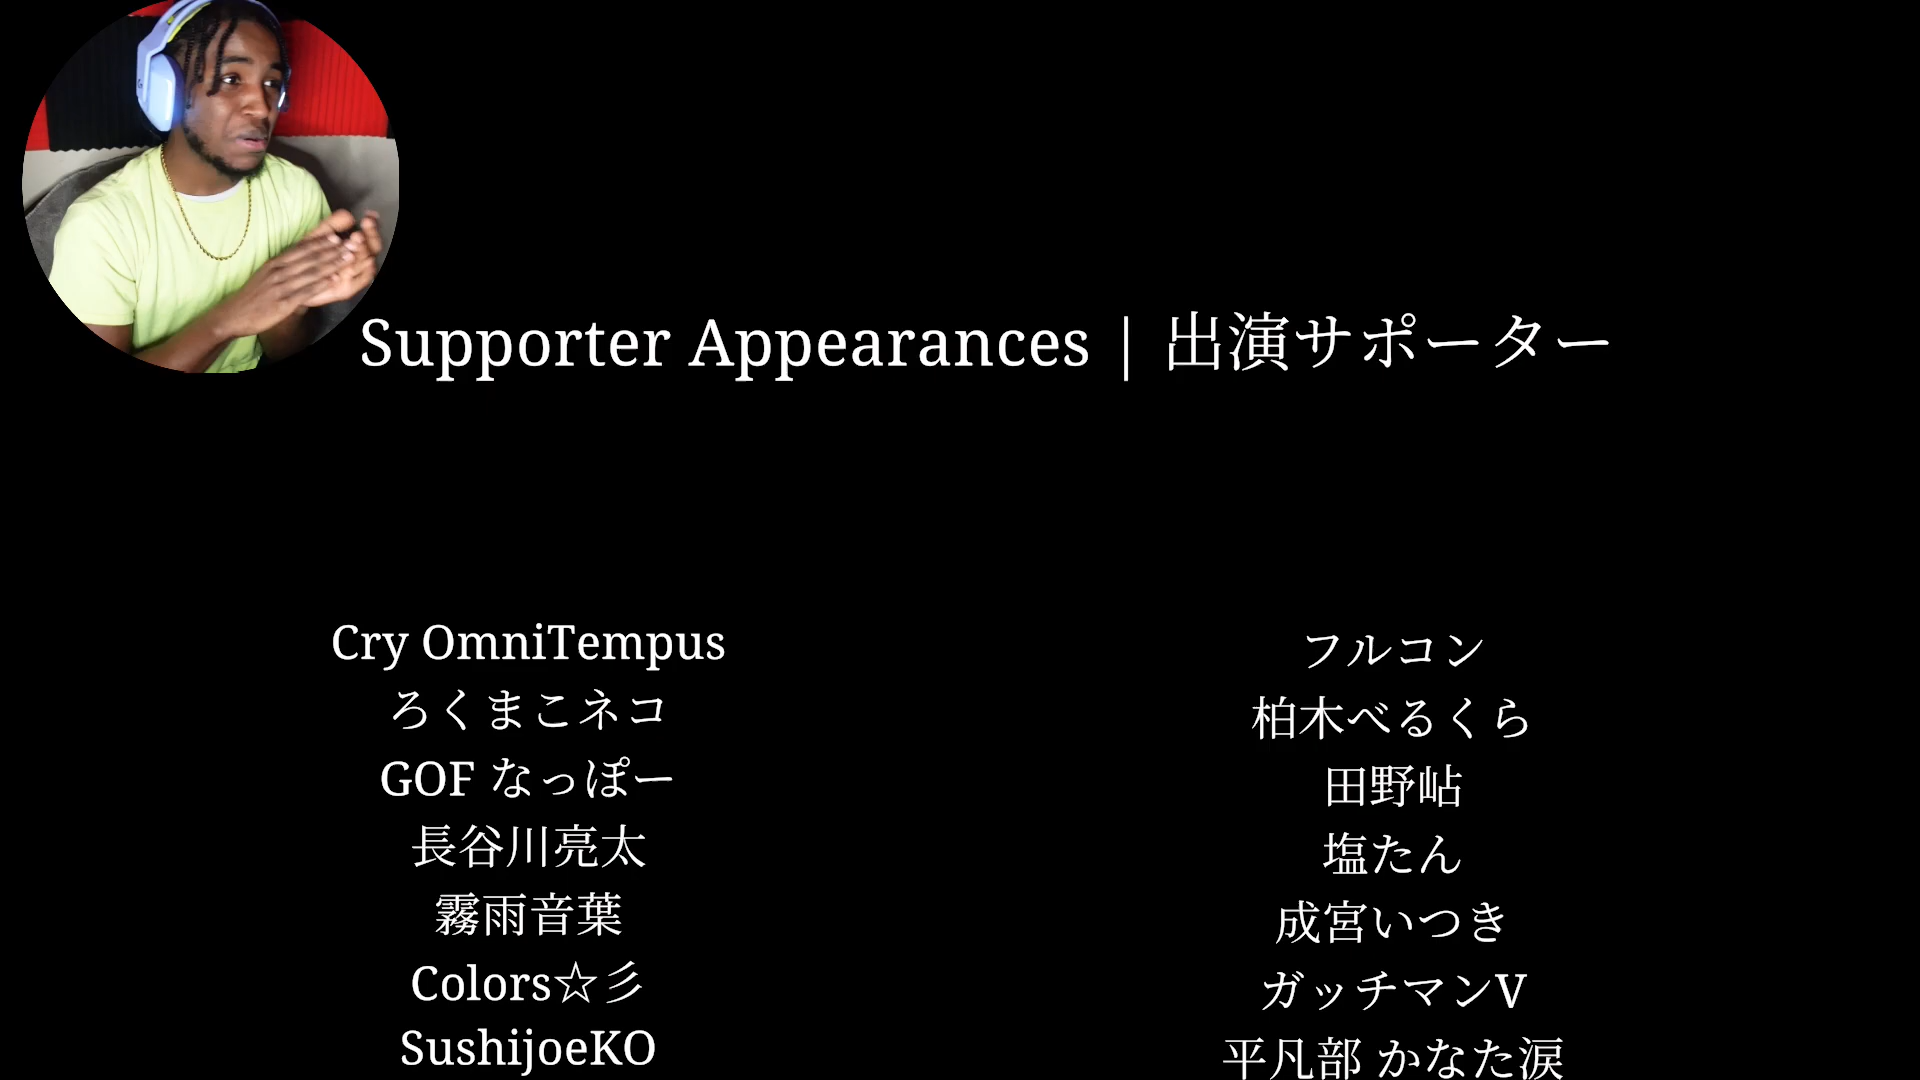 Supporter Appearances | 出演サポーター
Cry OmniTempus
ろくまこネコ
GOF なっぽー
長谷川亮太
霧雨音葉
Colors☆彡
SushijoeKO
フルコン
柏木べるくら
田野岾
塩たん
成宮いつき
ガッチマンV
平凡部 かなた涙